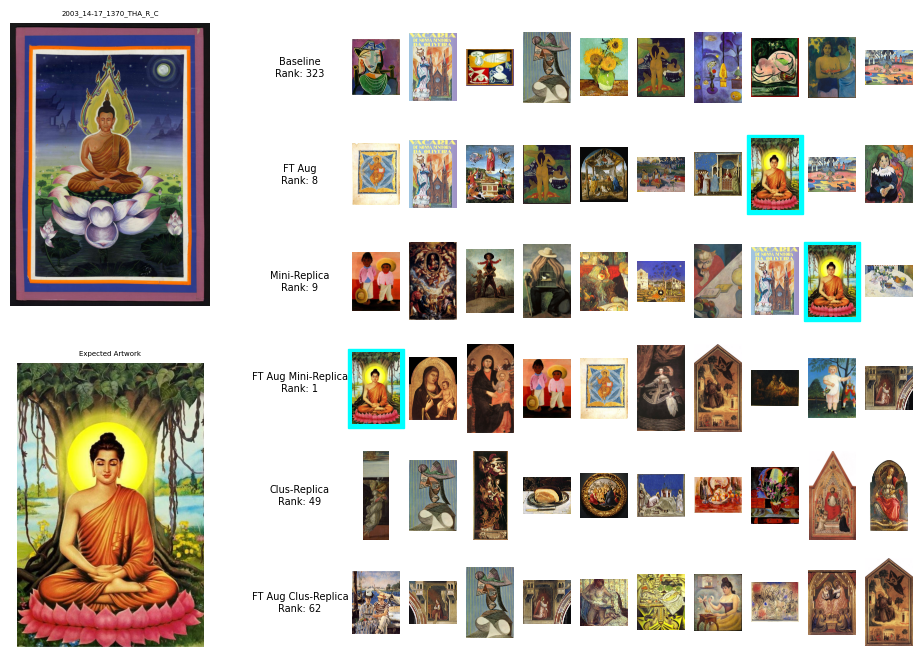 2003_14-17_1370_THA_R_C
Baseline
Rank: 323
FT Aug
Rank: 8
Mini-Replica
Rank: 9
Expected Artwork
FT Aug Mini-Replica
Rank: 1
Clus-Replica
Rank: 49
FT Aug Clus-Replica
Rank: 62